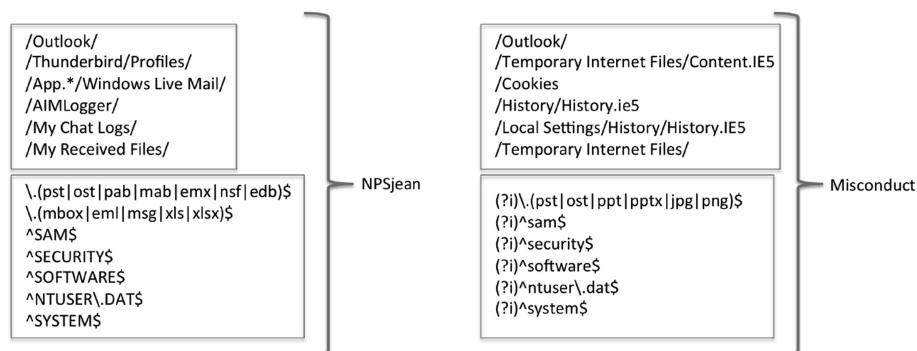 /Outlook/
/Thunderbird/Profiles/
/App.*/Windows Live Mail/
/AIMLogger/
/My Chat Logs/
/My Received Files/
\.(pst|ost|pab|mab|emx|nsf|edb)$
\.(mbox|eml|msg|xls|xlsx)$
^SAM$
^SECURITY$
^SOFTWARE$
^NTUSER\.DAT$
^SYSTEM$
NPSjean
/Outlook/
/Temporary Internet Files/Content.IE5
/Cookies
/History/History.ie5
/Local Settings/History/History.IE5
/Temporary Internet Files/
(?i)\.(pst|ost|ppt|pptx|jpg|png)$
(?i)^sam$
(?i)^security$
(?i)^software$
(?i)^ntuser\.dat$
(?i)^system$
Misconduct